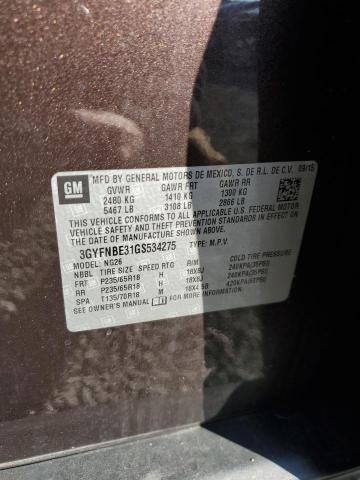 GM
MFD BY GENERAL MOTORS DE MEXICO, S. DE R.L. DE C.V. 09/15
GVWR GAWR FRT GAWR RR
2480 KG 1410 KG 1390 KG
5467 LB 3108 LB 2866 LB
THIS VEHICLE CONFORMS TO ALL APPLICABLE U.S. FEDERAL MOTOR
VEHICLE SAFETY AND THEFT PREVENTION STANDARDS IN EFFECT ON
THE DATE OF MANUFACTURE SHOWN ABOVE.
3GYFNBE31GS534275 TYPE: M.P.V.
MODEL: NG26
NBBL TIRE SIZE SPEED RTG RIM COLD TIRE PRESSURE
FRT P235/65R18 H 18X8J 240KPA(35PSI)
RR P235/65R18 H 18X8J 240KPA(35PSI)
SPA T135/70R18 M 18X4.5B 420KPA(60PSI)
SEE OWNER'S MANUAL FOR MORE INFORMATION.